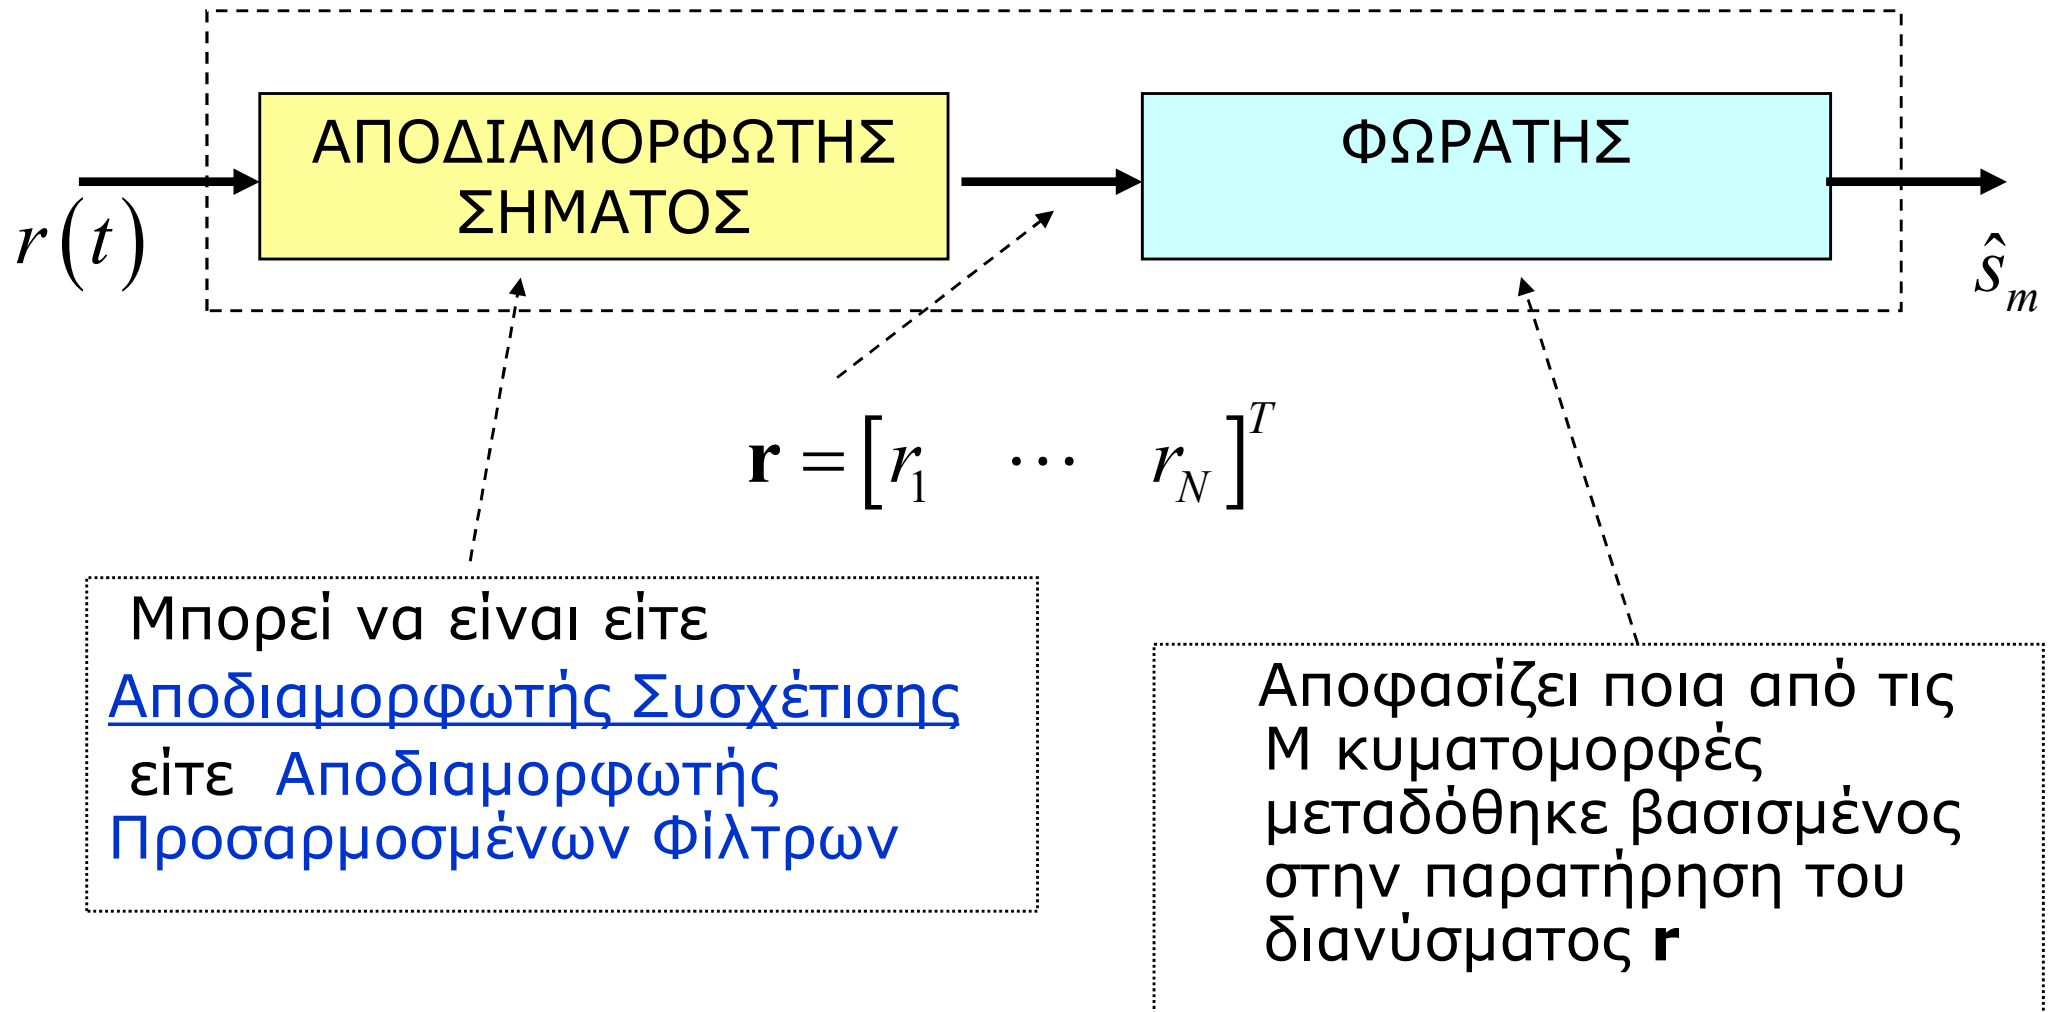 ΑΠΟΔΙΑΜΟΡΦΩΤΗΣ
ΣΗΜΑΤΟΣ
ΦΩΡΑΤΗΣ
r(t)
ŝ_m
r = [r_1 ⋯ r_N]^T
Μπορεί να είναι είτε
Αποδιαμορφωτής Συσχέτισης
είτε Αποδιαμορφωτής
Προσαρμοσμένων Φίλτρων
Αποφασίζει ποια από τις
Μ κυματομορφές
μεταδόθηκε βασισμένος
στην παρατήρηση του
διανύσματος r